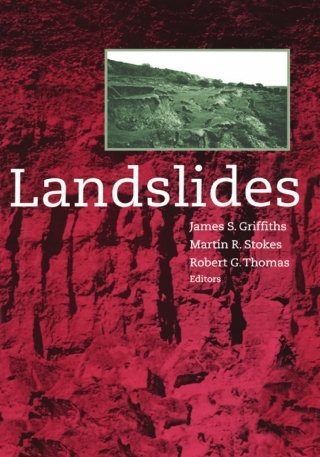 Landslides
James S. Griffiths
Martin R. Stokes
Robert G. Thomas
Editors